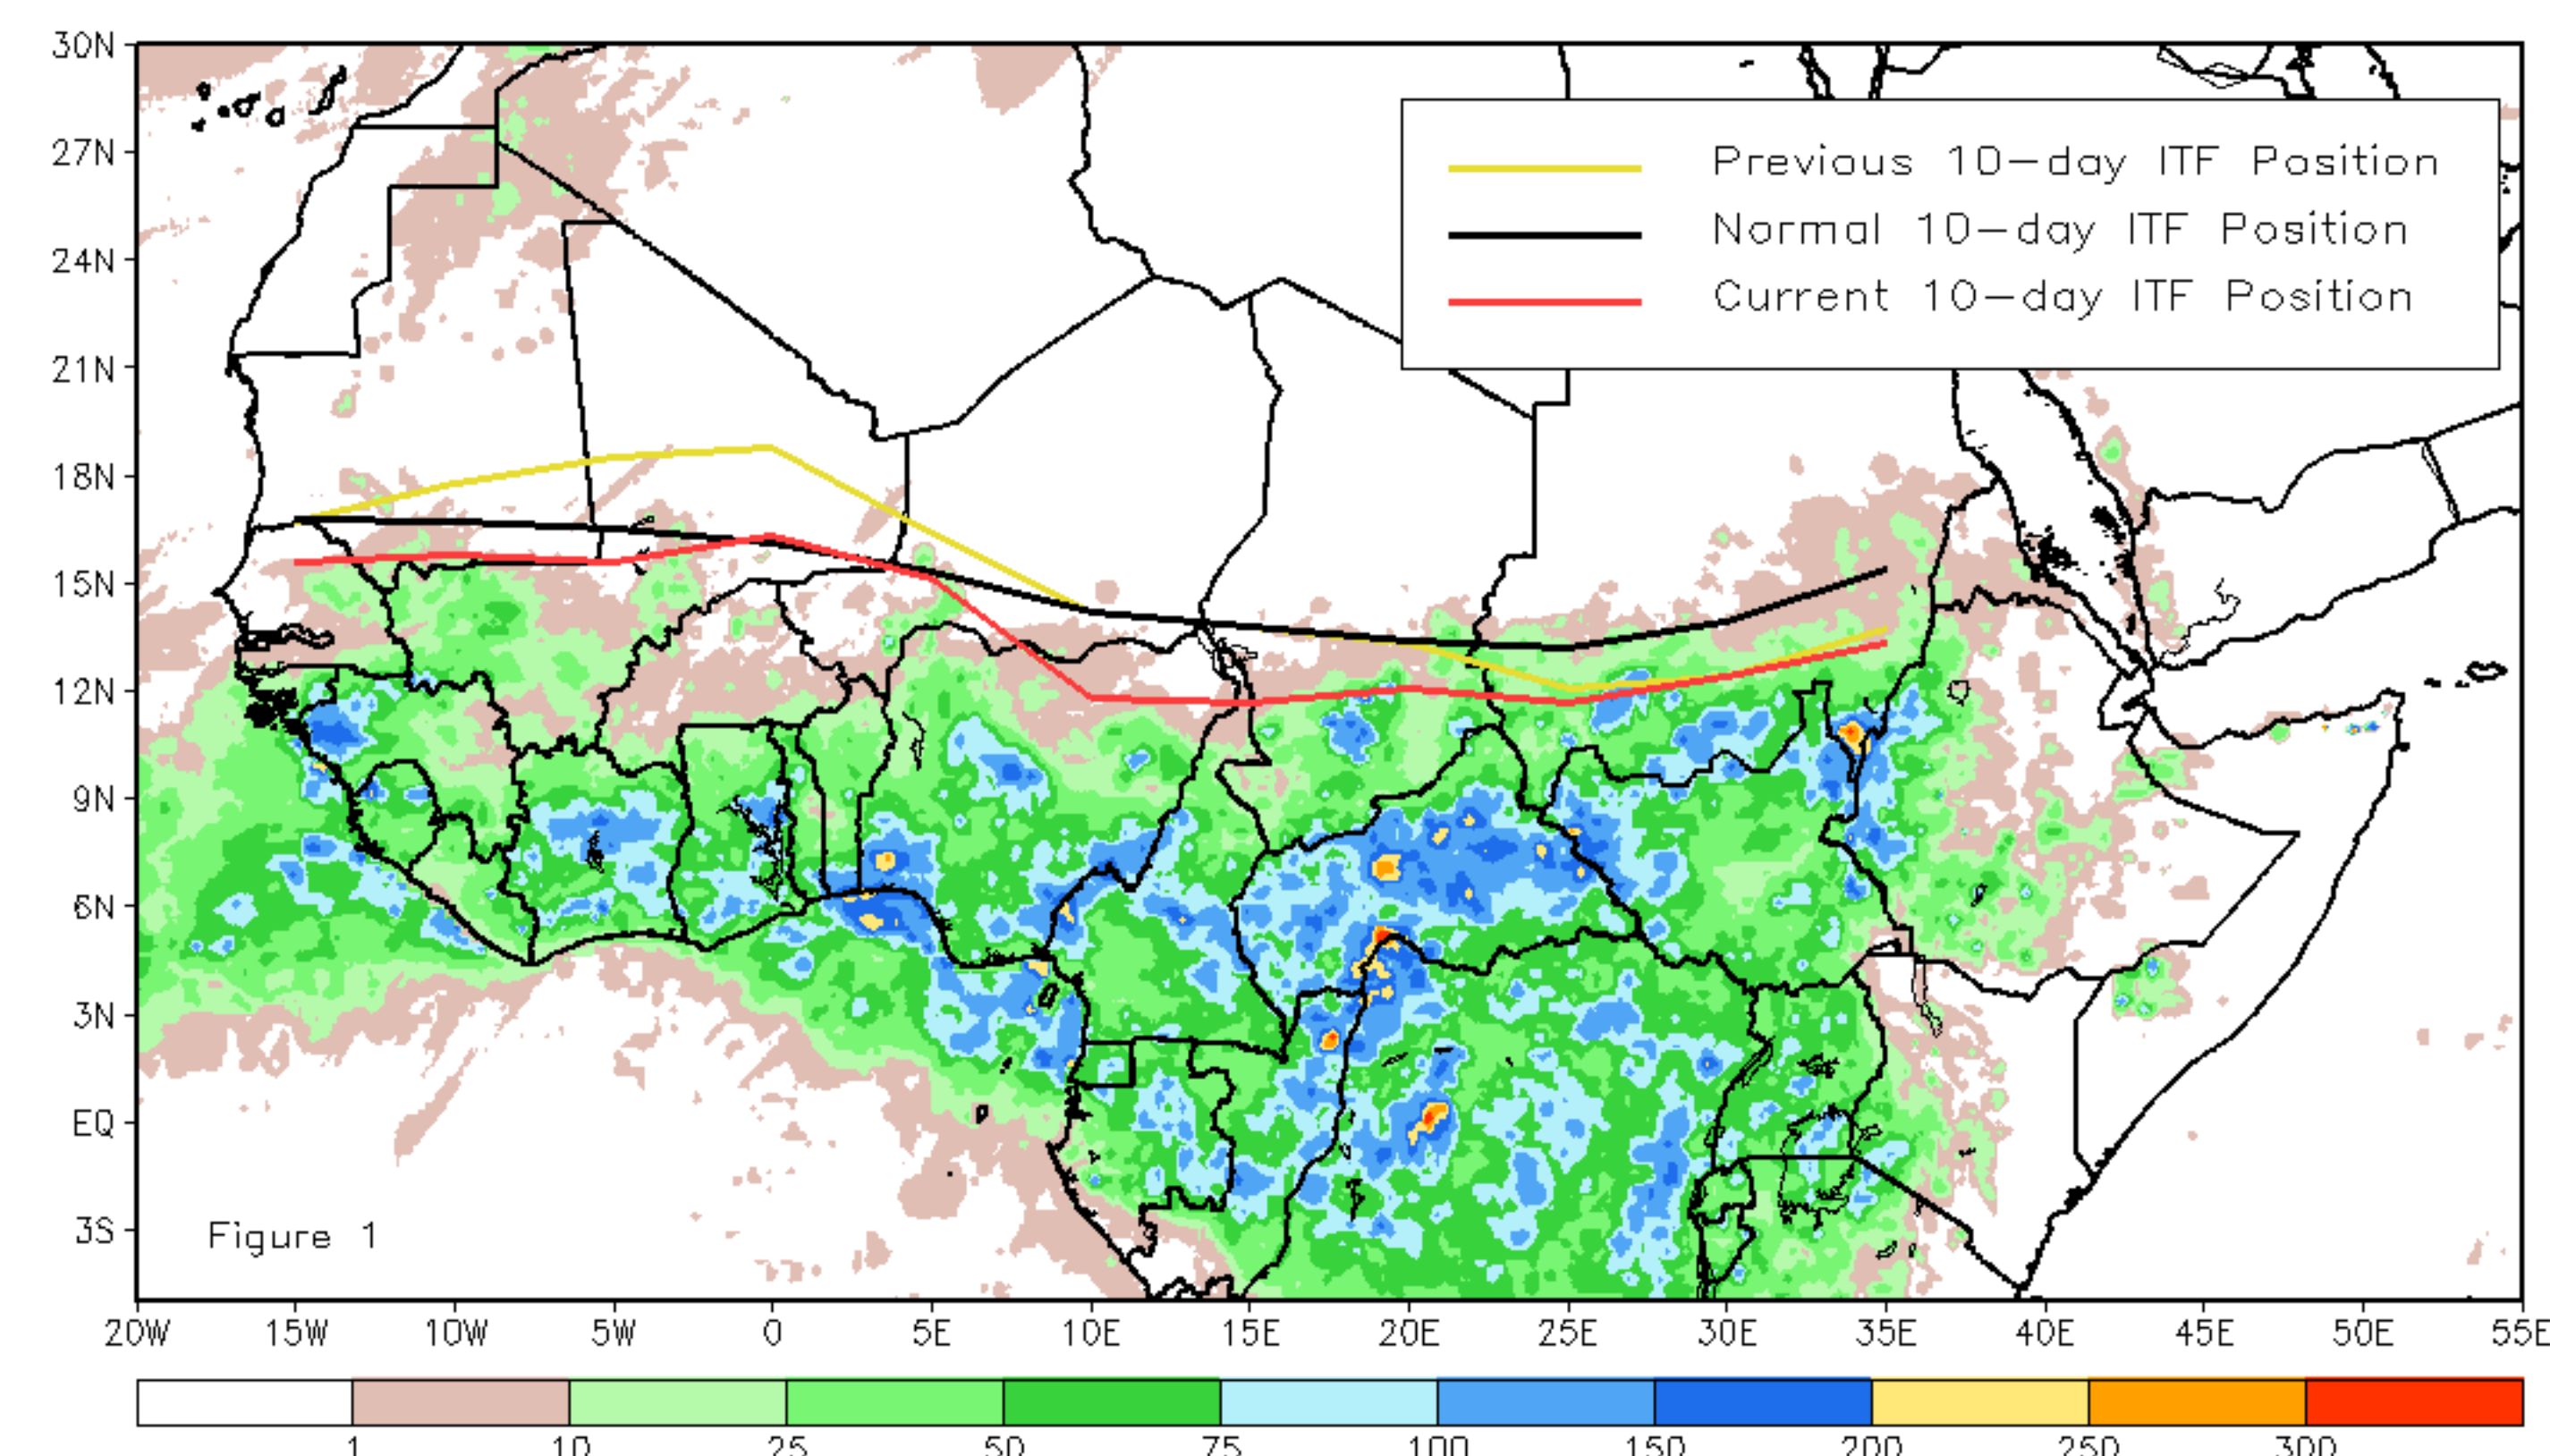 30N
27N
24N
21N
18N
15N
12N
9N
6N
3N
EQ
3S
Previous 10-day ITF Position
Normal 10-day ITF Position
Current 10-day ITF Position
Figure 1
20W 15W 10W 5W 0 5E 10E 15E 20E 25E 30E 35E 40E 45E 50E 55E
1 10 25 50 75 100 150 200 250 300